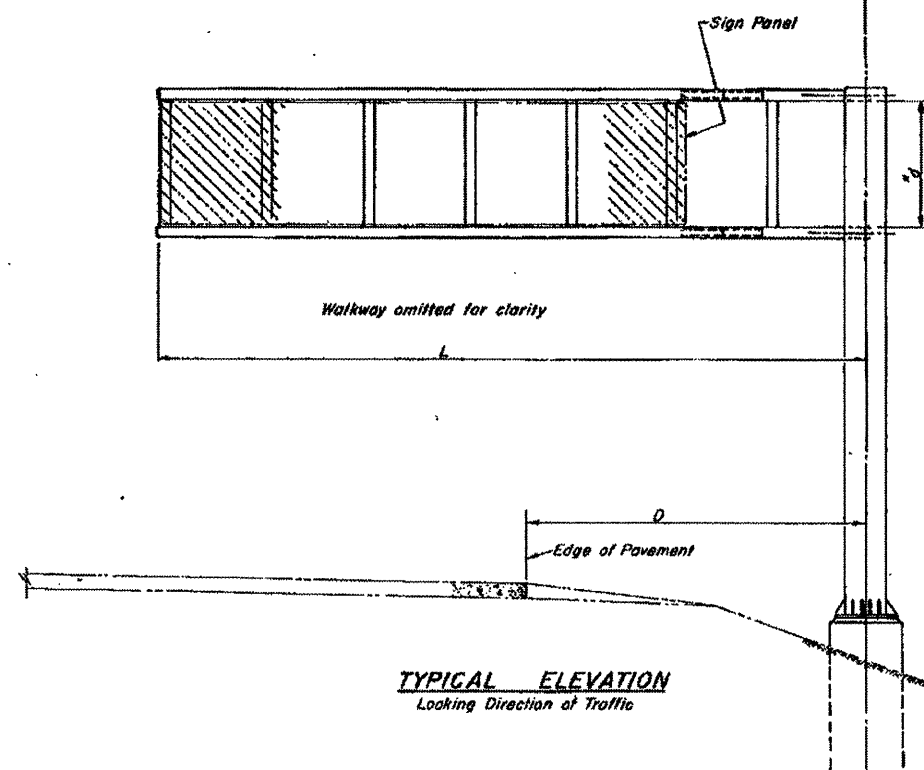 Sign Panel
Walkway omitted for clarity
L
D
Edge of Pavement
TYPICAL ELEVATION
Looking Direction of Traffic